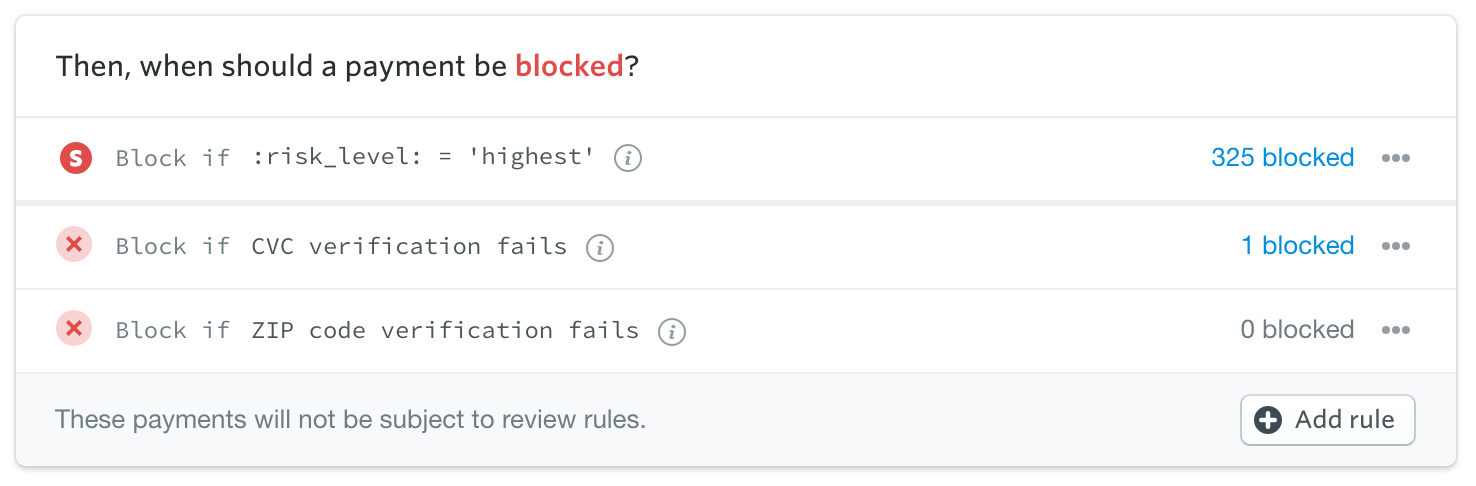 Then, when should a payment be blocked?
S Block if :risk_level: = 'highest' i 325 blocked
Block if CVC verification fails i 1 blocked
Block if ZIP code verification fails i 0 blocked
These payments will not be subject to review rules. Add rule